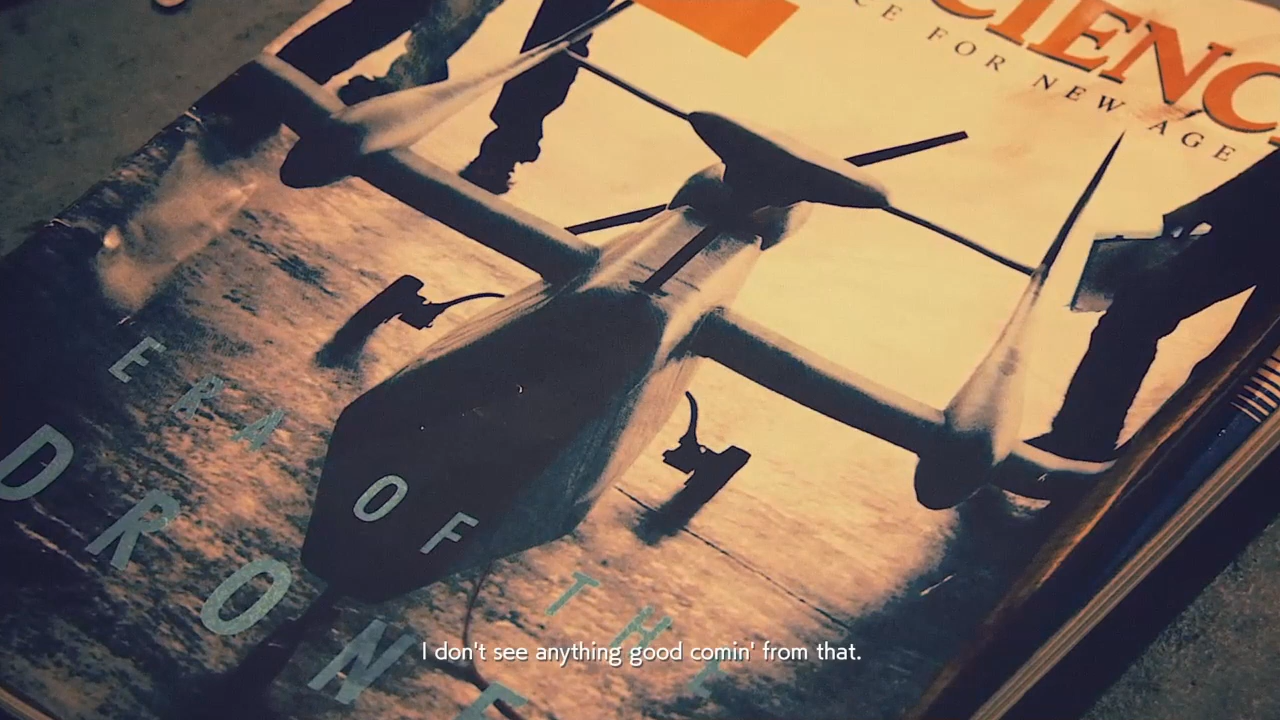 CIENC
CE FOR NEW AGE
ERA OF THE
DRONE
I don't see anything good comin' from that.